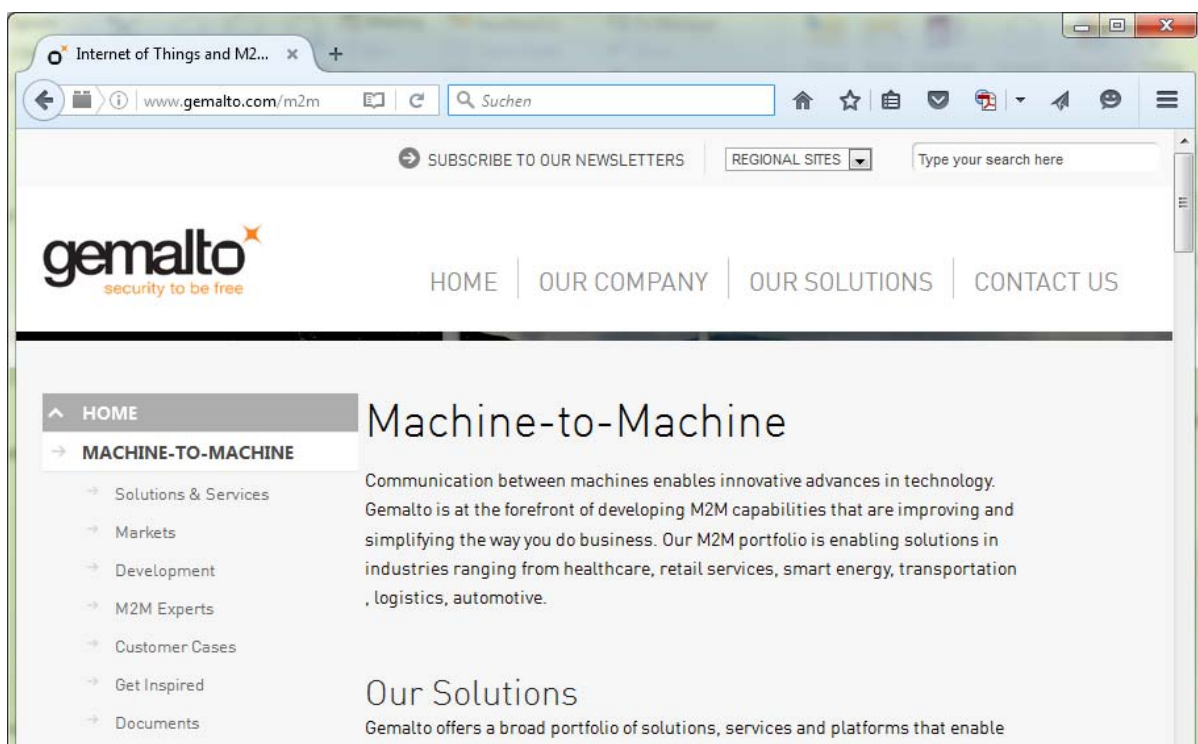 Internet of Things and M2...
www.gemalto.com/m2m
Suchen
SUBSCRIBE TO OUR NEWSLETTERS
REGIONAL SITES
Type your search here
gemalto
security to be free
HOME
OUR COMPANY
OUR SOLUTIONS
CONTACT US
HOME
MACHINE-TO-MACHINE
Solutions & Services
Markets
Development
M2M Experts
Customer Cases
Get Inspired
Documents
Machine-to-Machine
Communication between machines enables innovative advances in technology.
Gemalto is at the forefront of developing M2M capabilities that are improving and
simplifying the way you do business. Our M2M portfolio is enabling solutions in
industries ranging from healthcare, retail services, smart energy, transportation
, logistics, automotive.
Our Solutions
Gemalto offers a broad portfolio of solutions, services and platforms that enable